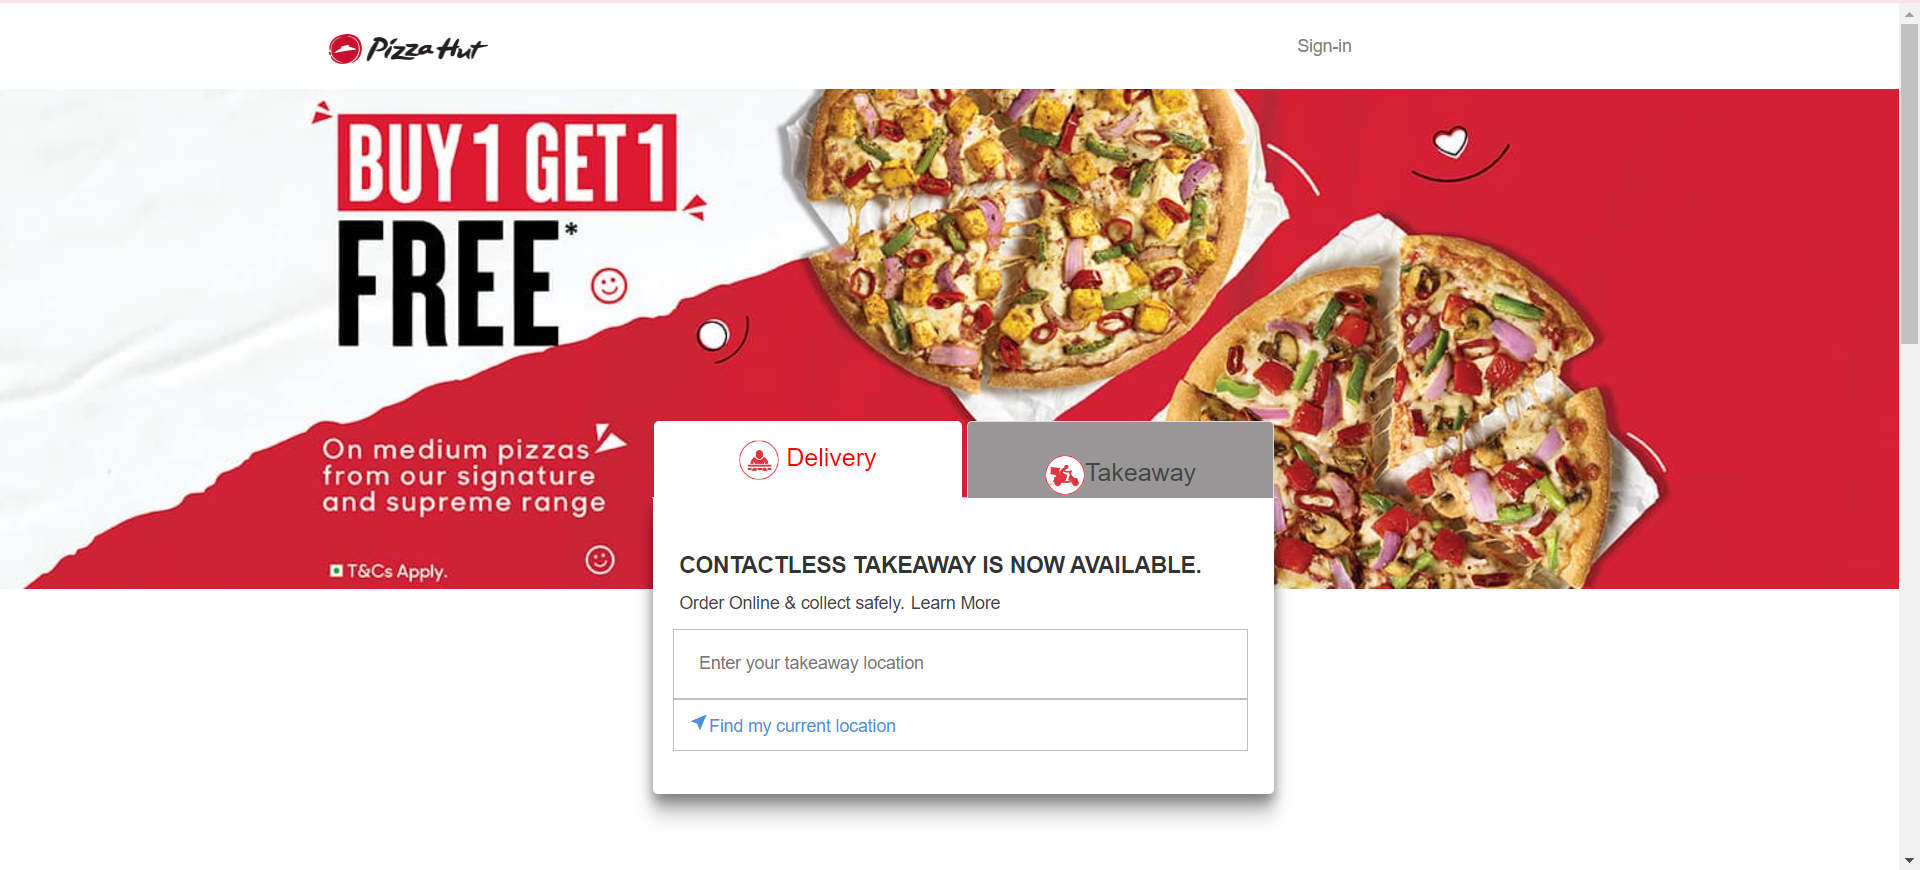 Pizza Hut
Sign-in
BUY 1 GET 1
FREE*
On medium pizzas
from our signature
and supreme range
T&Cs Apply.
Delivery
Takeaway
CONTACTLESS TAKEAWAY IS NOW AVAILABLE.
Order Online & collect safely. Learn More
Enter your takeaway location
Find my current location